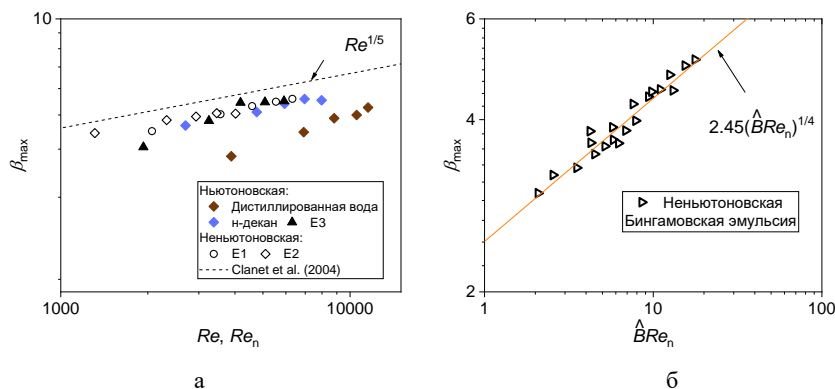 10
β_max
Re^{1/5}
Ньютоновская:
Дистиллированная вода
н-декан E3
Неньютоновская:
E1 E2
Clanet et al. (2004)
1000 10000
Re, Re_n
а
6
4
2
β_max
2.45(B̂Re_n)^{1/4}
Неньютоновская
Бингамовская эмульсия
1 10 100
B̂Re_n
б